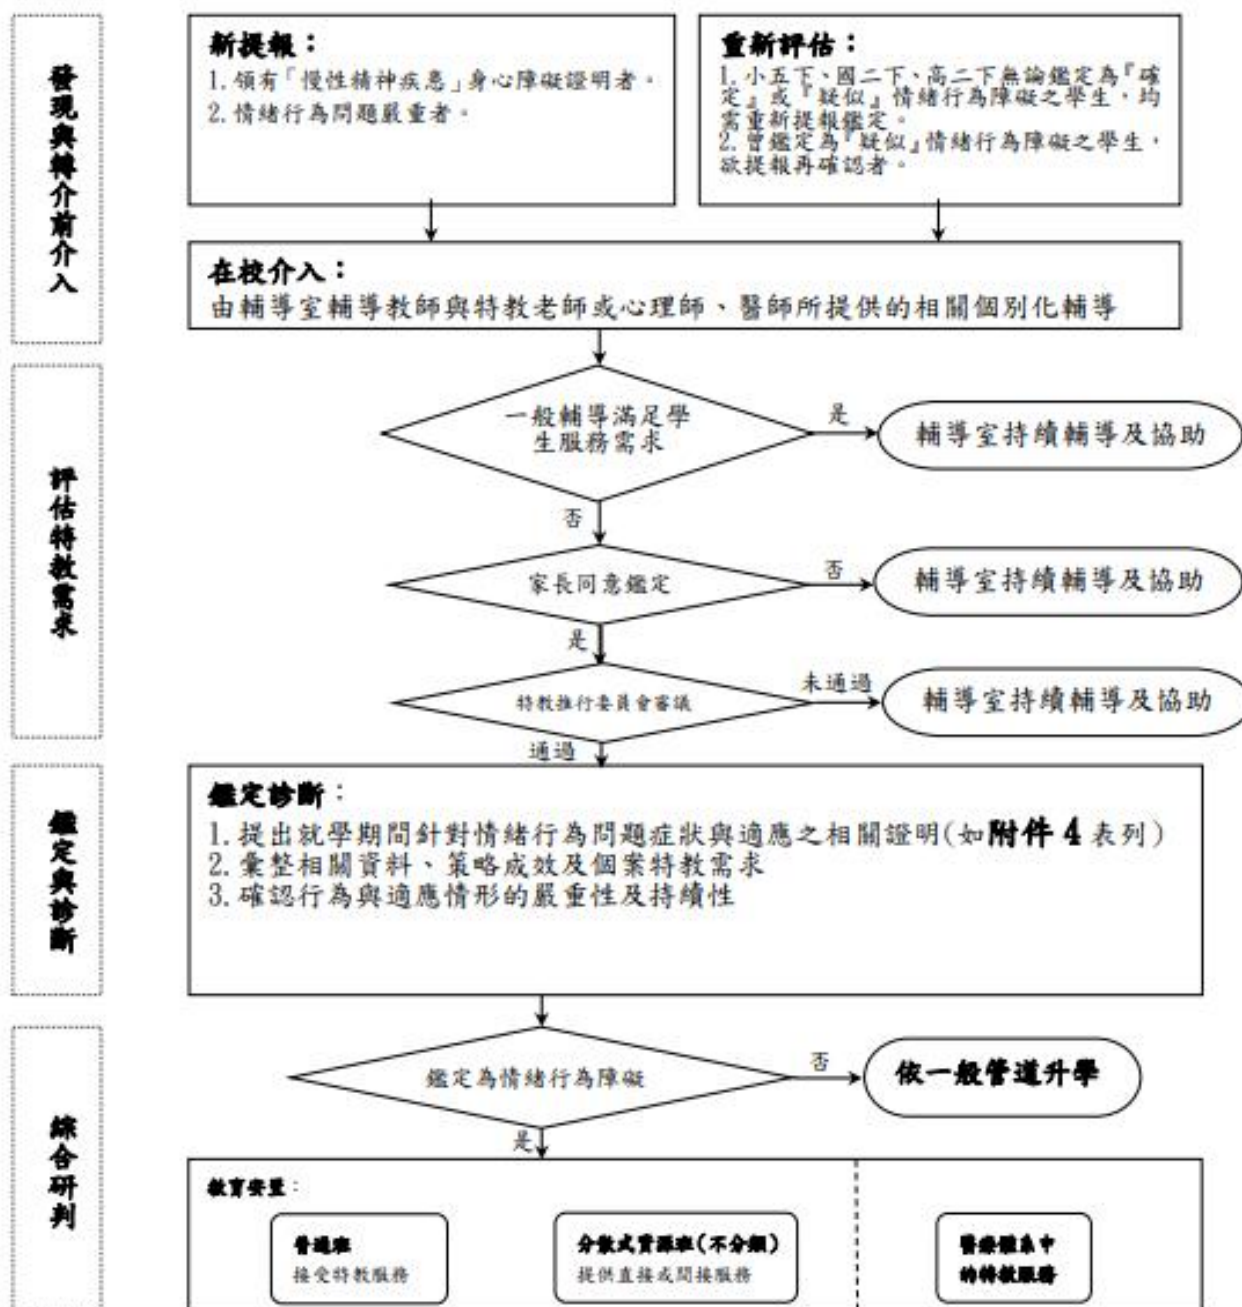 發現與轉介前介入
新提報：
1.領有「慢性精神疾患」身心障礙證明者。
2.情緒行為問題嚴重者。
重新評估：
1.小五下、國二下、高二下無論鑑定為『確
定』或『疑似』情緒行為障礙之學生，均
需重新提報鑑定。
2.曾鑑定為『疑似』情緒行為障礙之學生，
欲提報再確認者。
在校介入：
由輔導室輔導教師與特教老師或心理師、醫師所提供的相關個別化輔導
評估特教需求
一般輔導滿足學
生服務需求
是
輔導室持續輔導及協助
否
家長同意鑑定
否
輔導室持續輔導及協助
是
特教推行委員會審議
未通過
輔導室持續輔導及協助
通過
鑑定與診斷
鑑定診斷：
1.提出就學期間針對情緒行為問題症狀與適應之相關證明(如附件 4 表列)
2.彙整相關資料、策略成效及個案特教需求
3.確認行為與適應情形的嚴重性及持續性
綜合研判
鑑定為情緒行為障礙
否
依一般管道升學
是
教育安置：
普通班
接受特教服務
分散式資源班(不分類)
提供直接或間接服務
醫療體系中
的特教服務